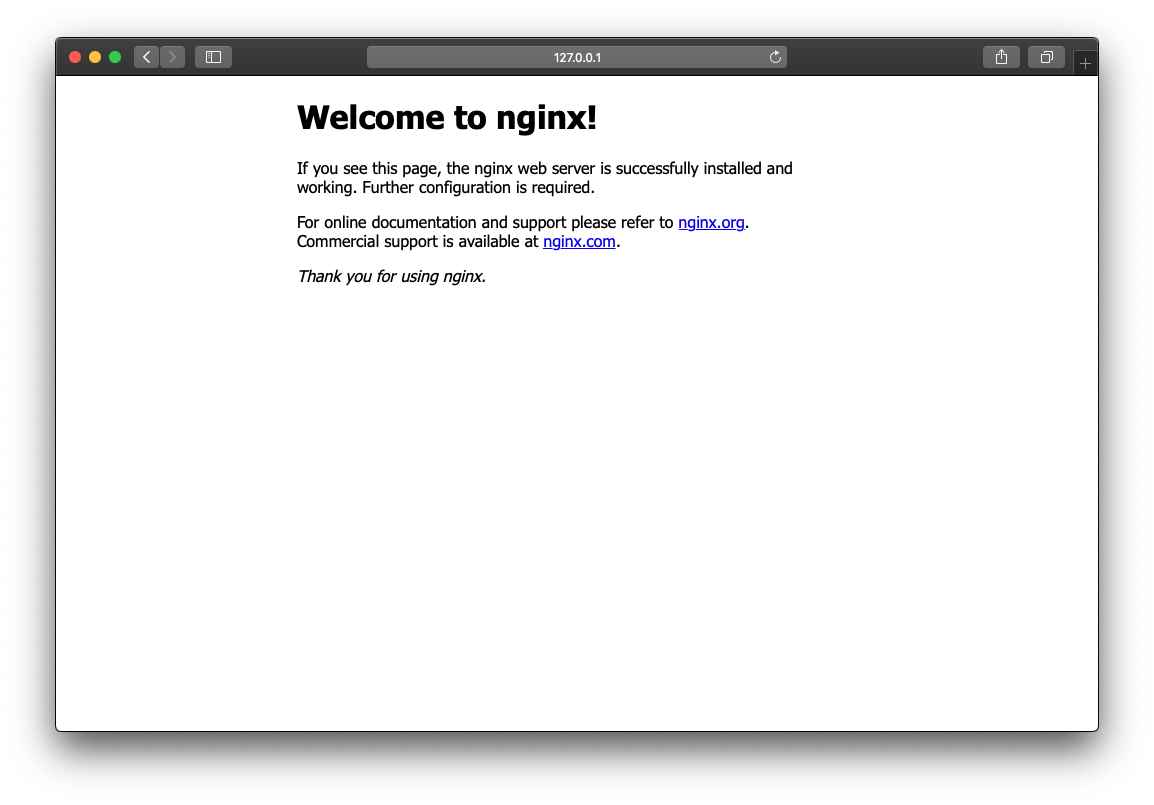 127.0.0.1
Welcome to nginx!
If you see this page, the nginx web server is successfully installed and
working. Further configuration is required.
For online documentation and support please refer to nginx.org.
Commercial support is available at nginx.com.
Thank you for using nginx.